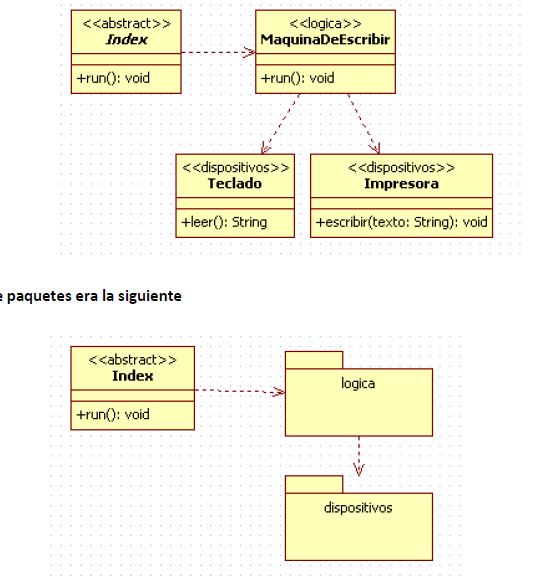 <<abstract>>
Index
+run(): void
<<logica>>
MaquinaDeEscribir
+run(): void
<<dispositivos>>
Teclado
+leer(): String
<<dispositivos>>
Impresora
+escribir(texto: String): void
e paquetes era la siguiente
<<abstract>>
Index
+run(): void
logica
dispositivos